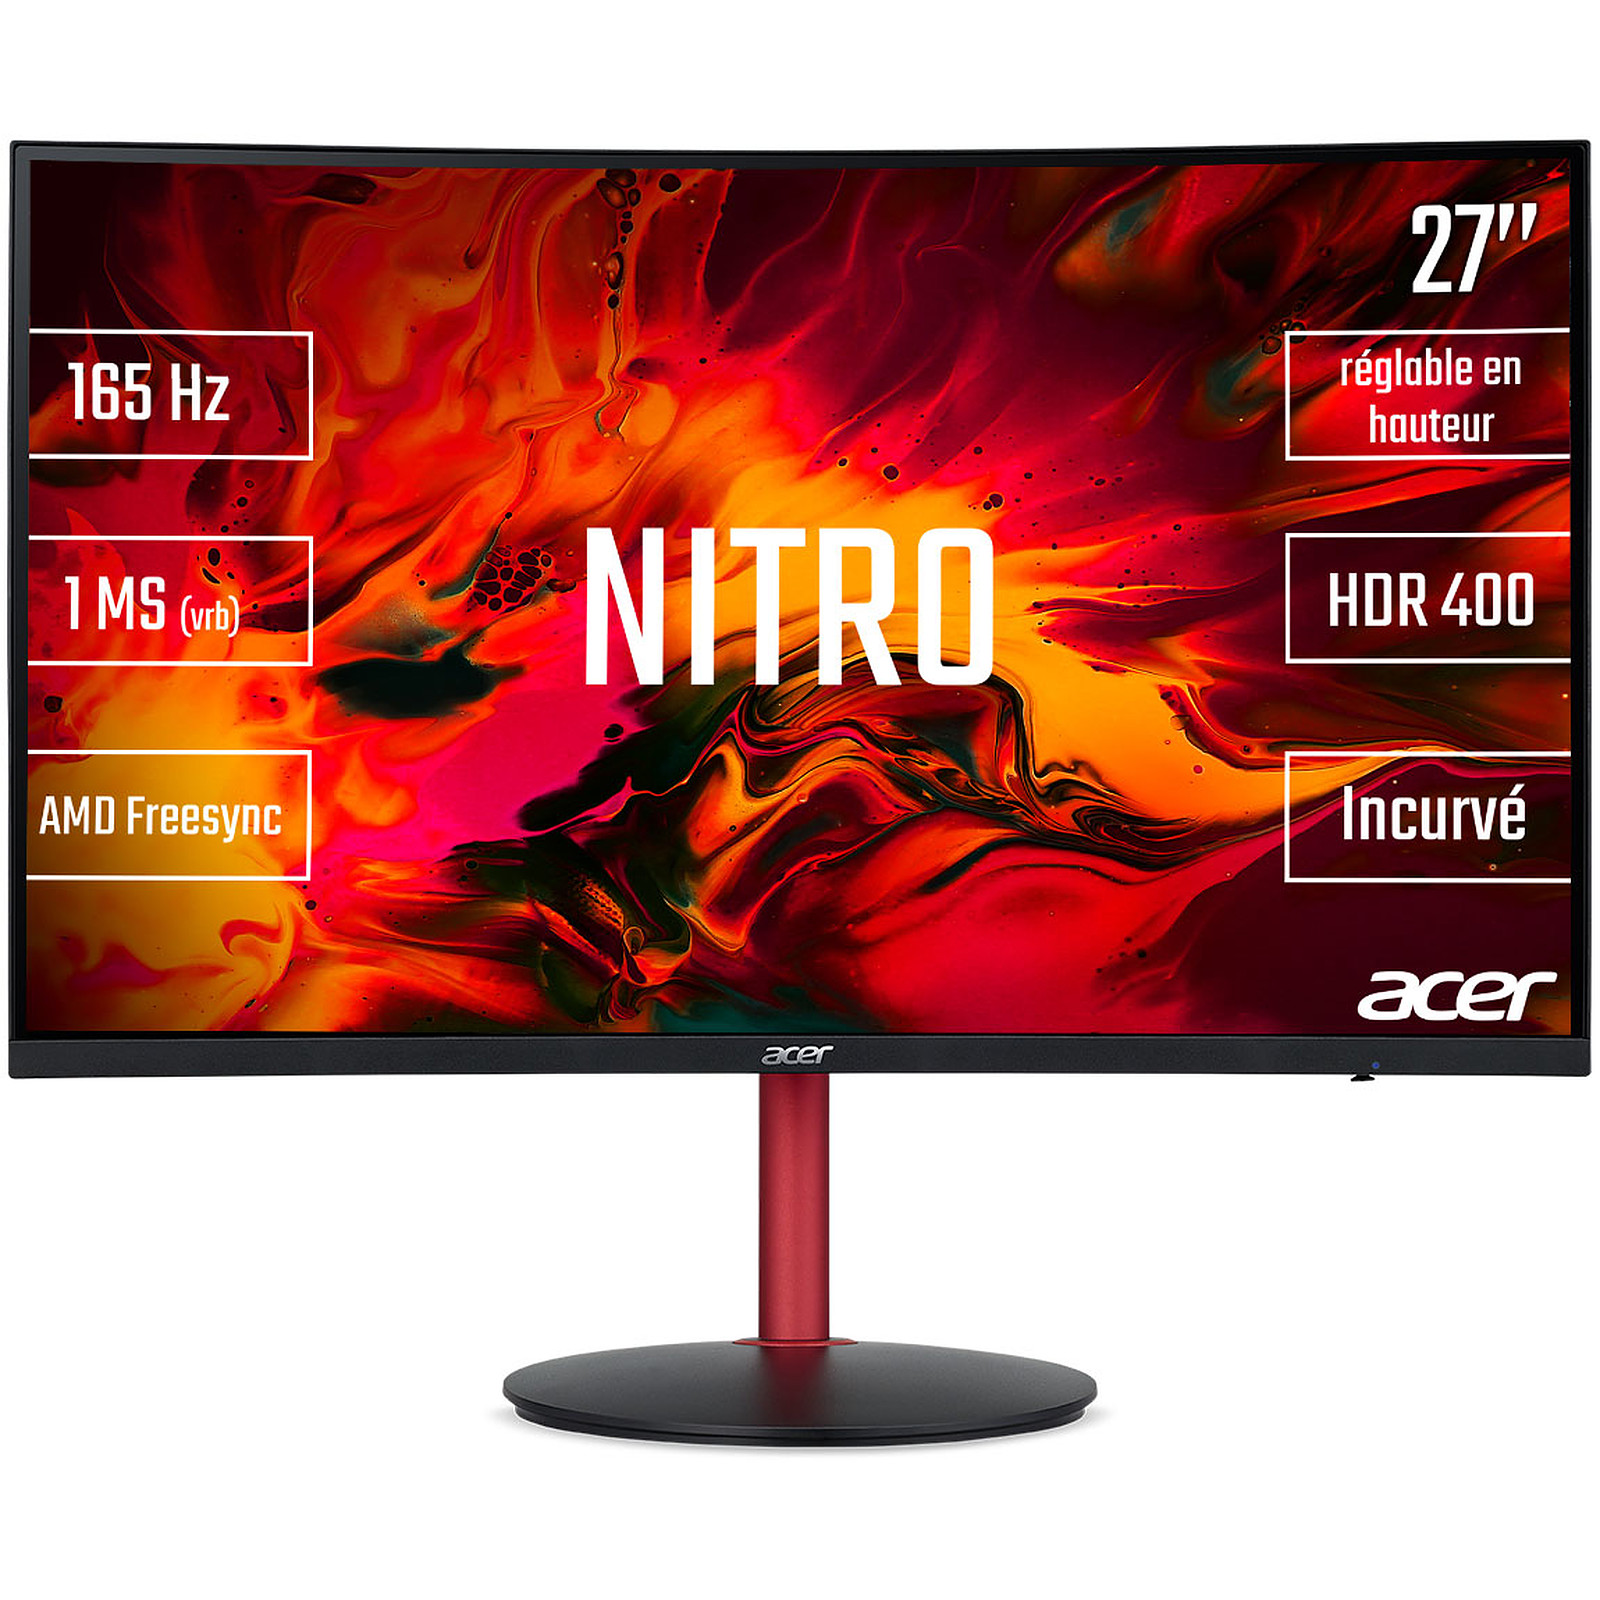 27"
165 Hz
réglable en
hauteur
NITRO
1 MS (vrb)
HDR 400
AMD Freesync
Incurvé
acer
acer